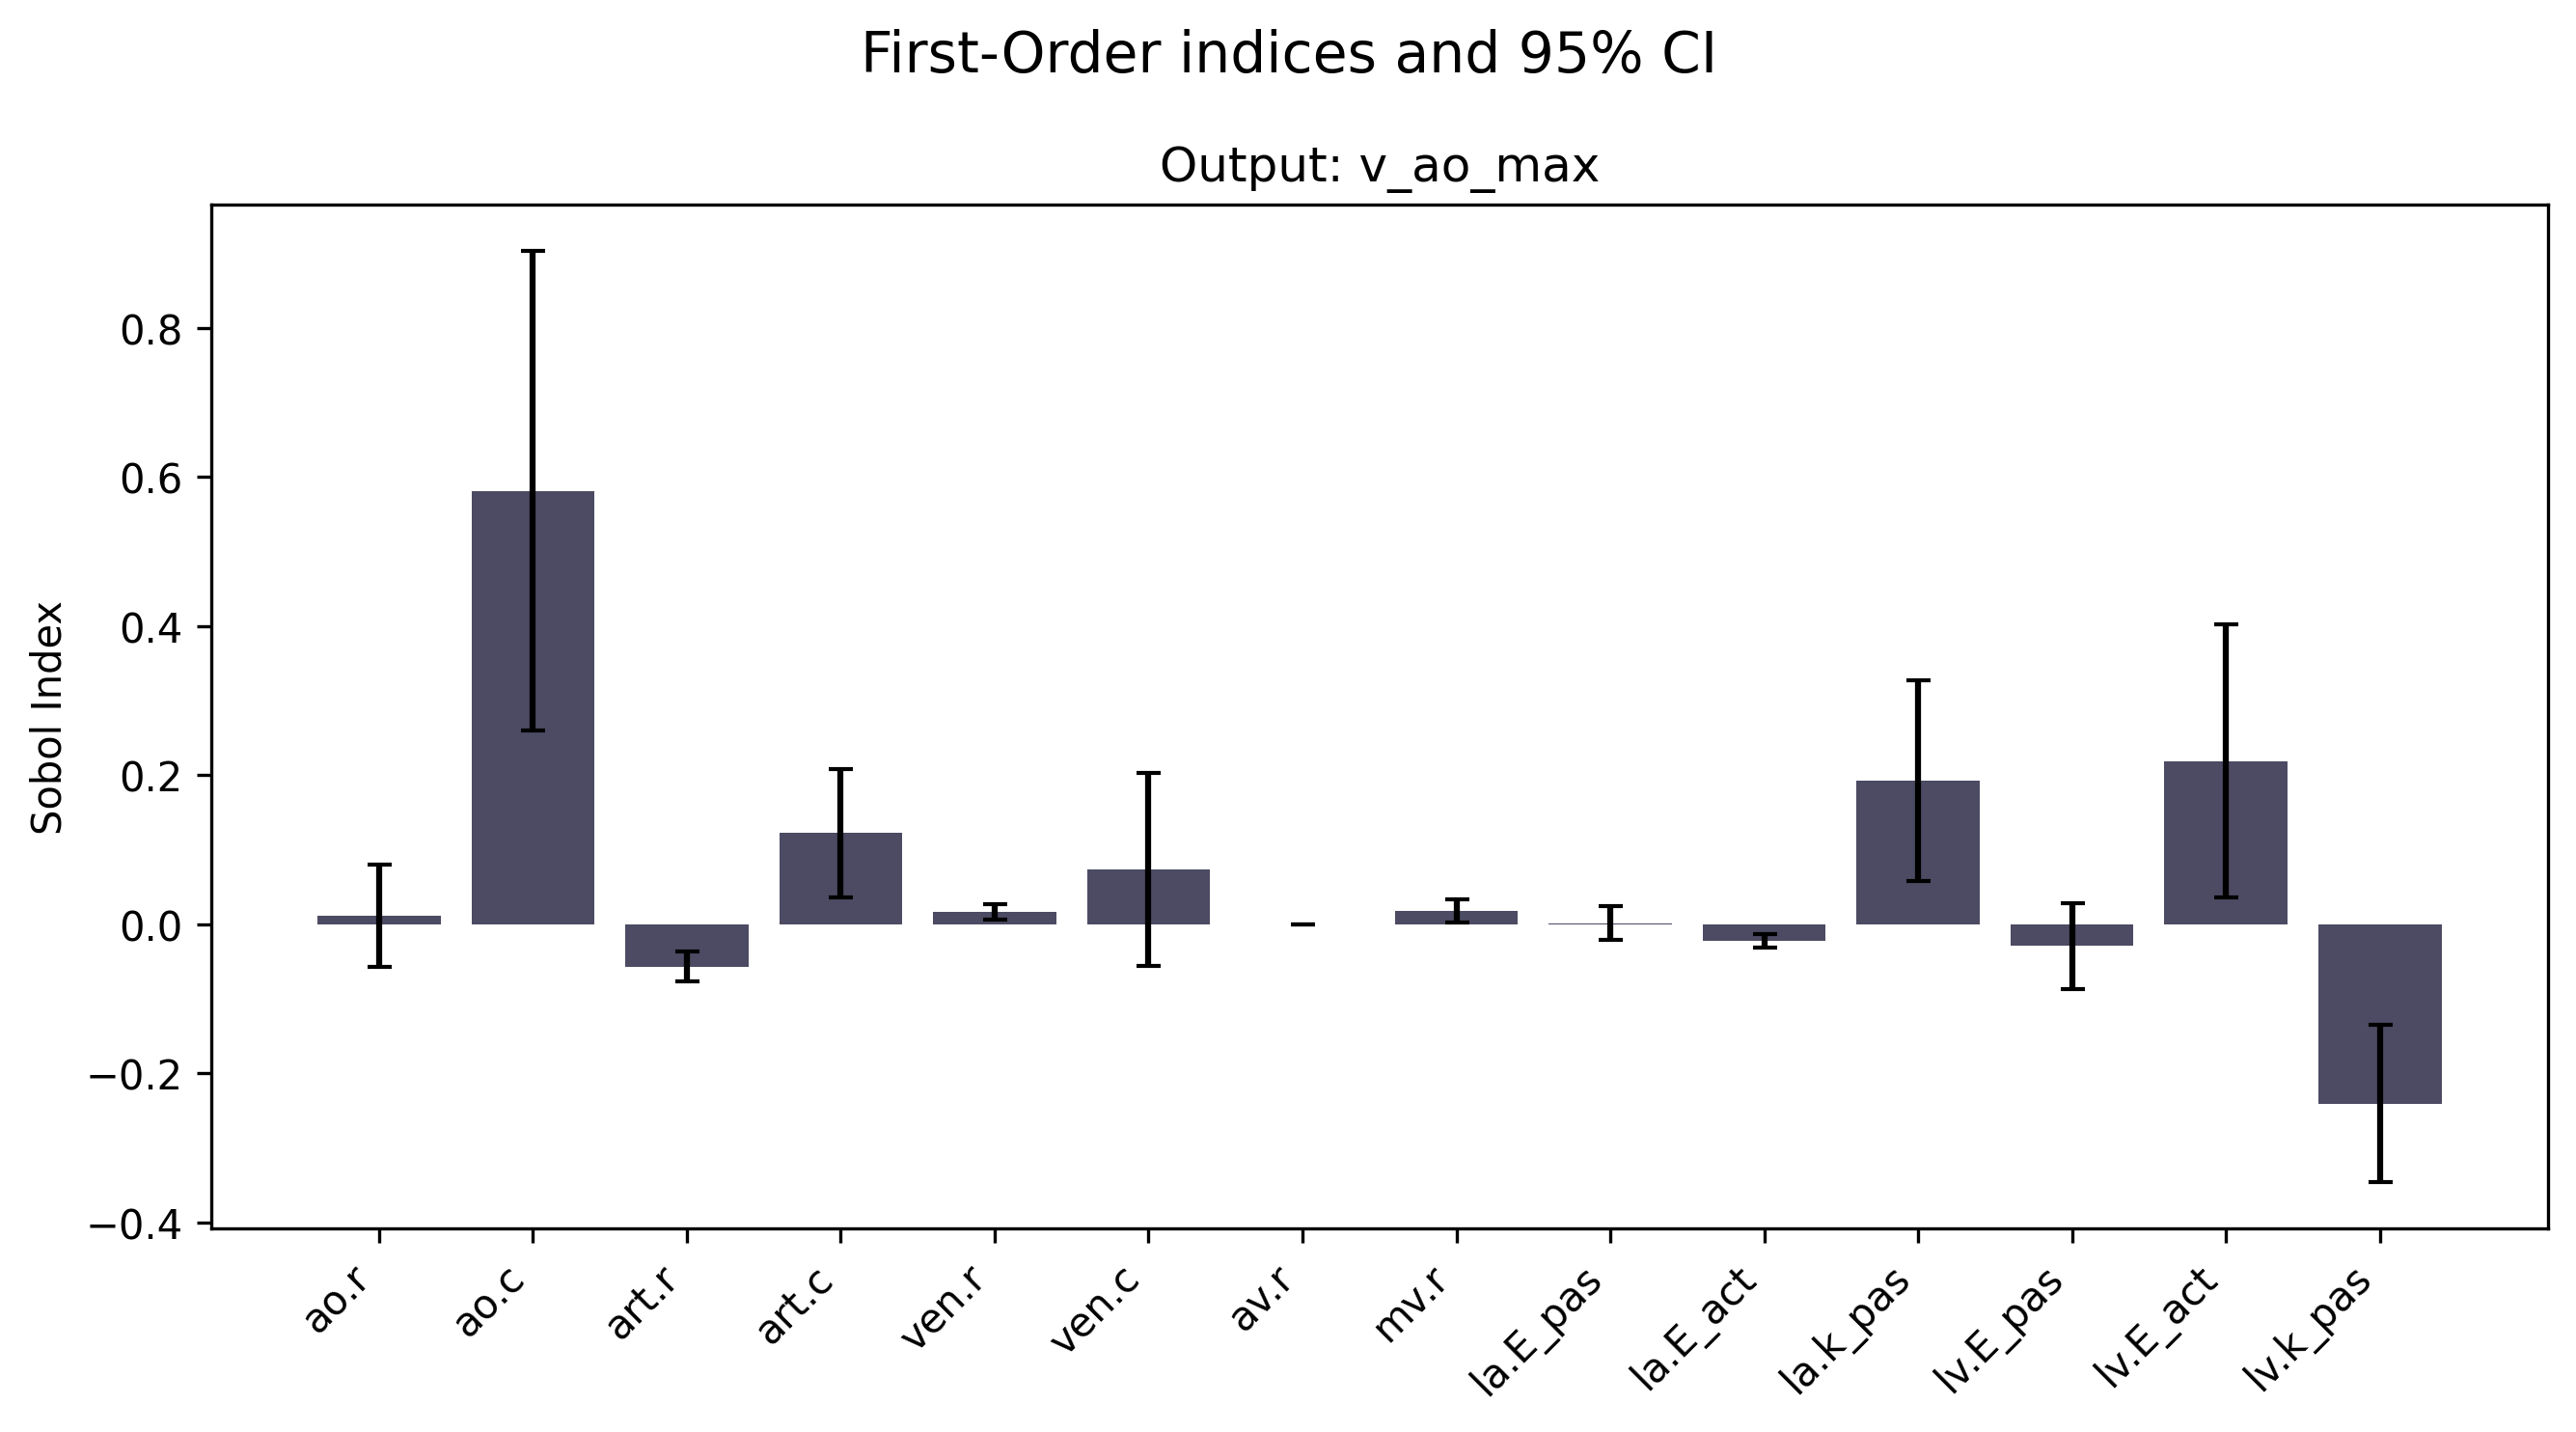 First-Order indices and 95% CI
Output: v_ao_max
Sobol Index
0.8
0.6
0.4
0.2
0.0
−0.2
−0.4
ao.r
ao.c
art.r
art.c
ven.r
ven.c
av.r
mv.r
la.E_pas
la.E_act
la.k_pas
lv.E_pas
lv.E_act
lv.k_pas